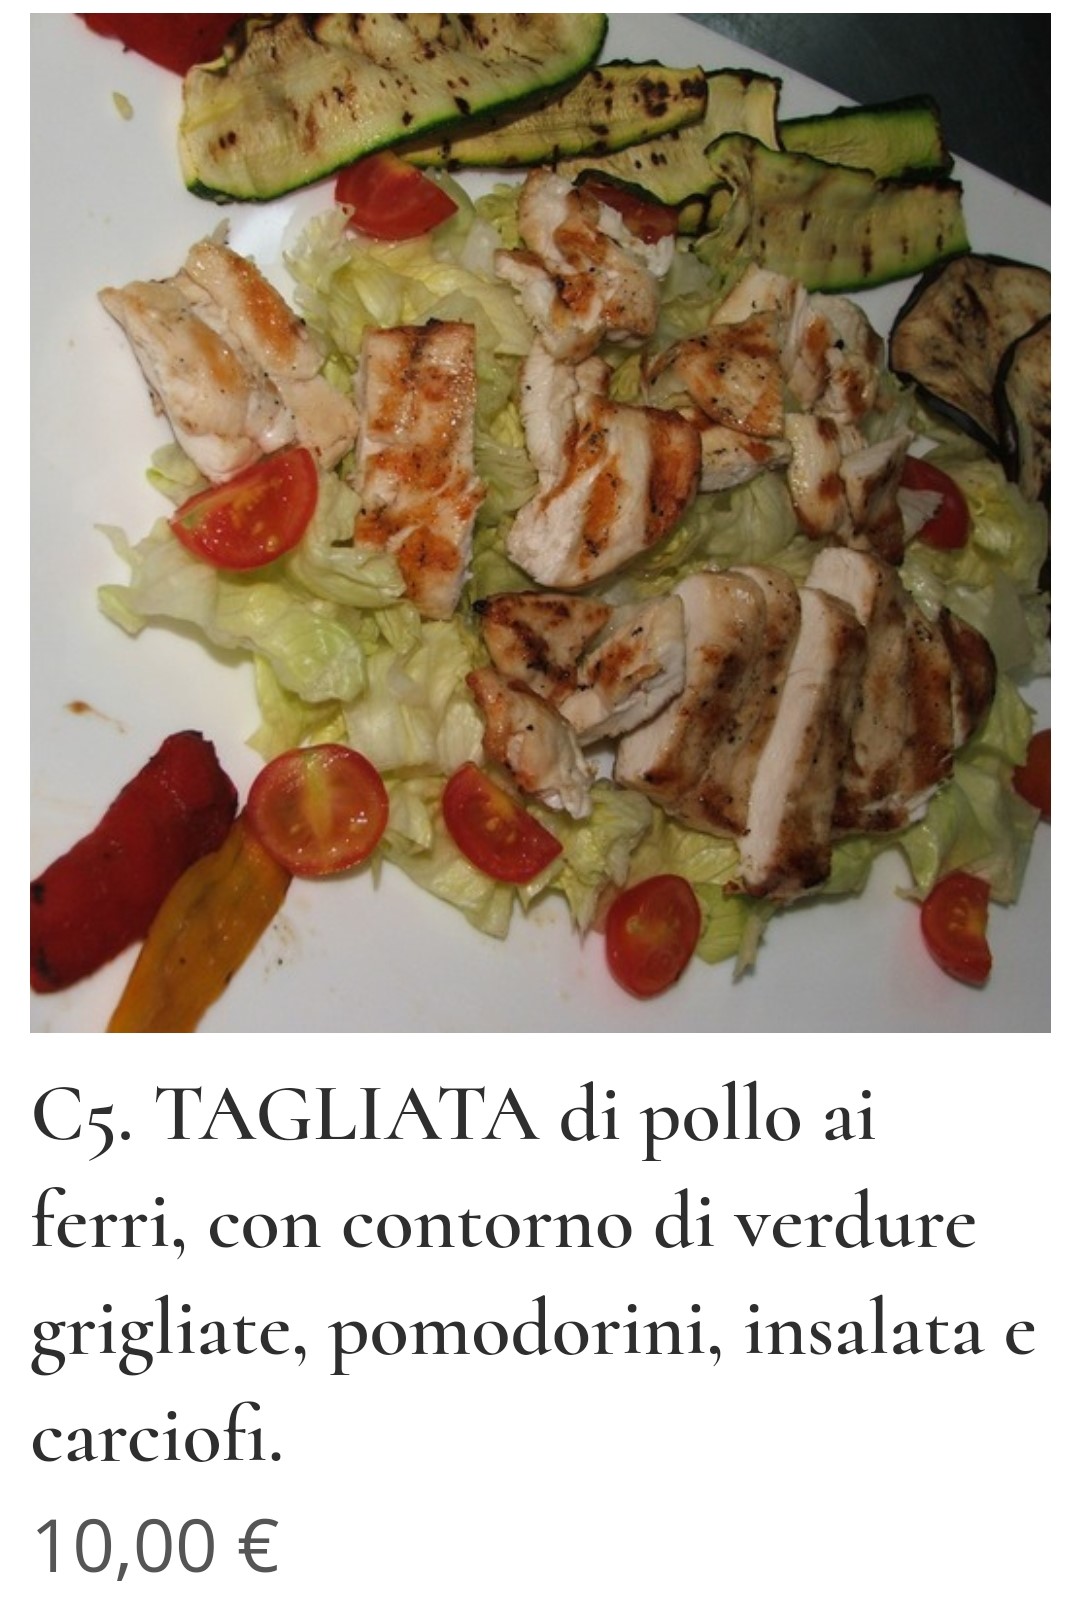 C5. TAGLIATA di pollo ai
ferri, con contorno di verdure
grigliate, pomodorini, insalata e
carciofi.
10,00 €